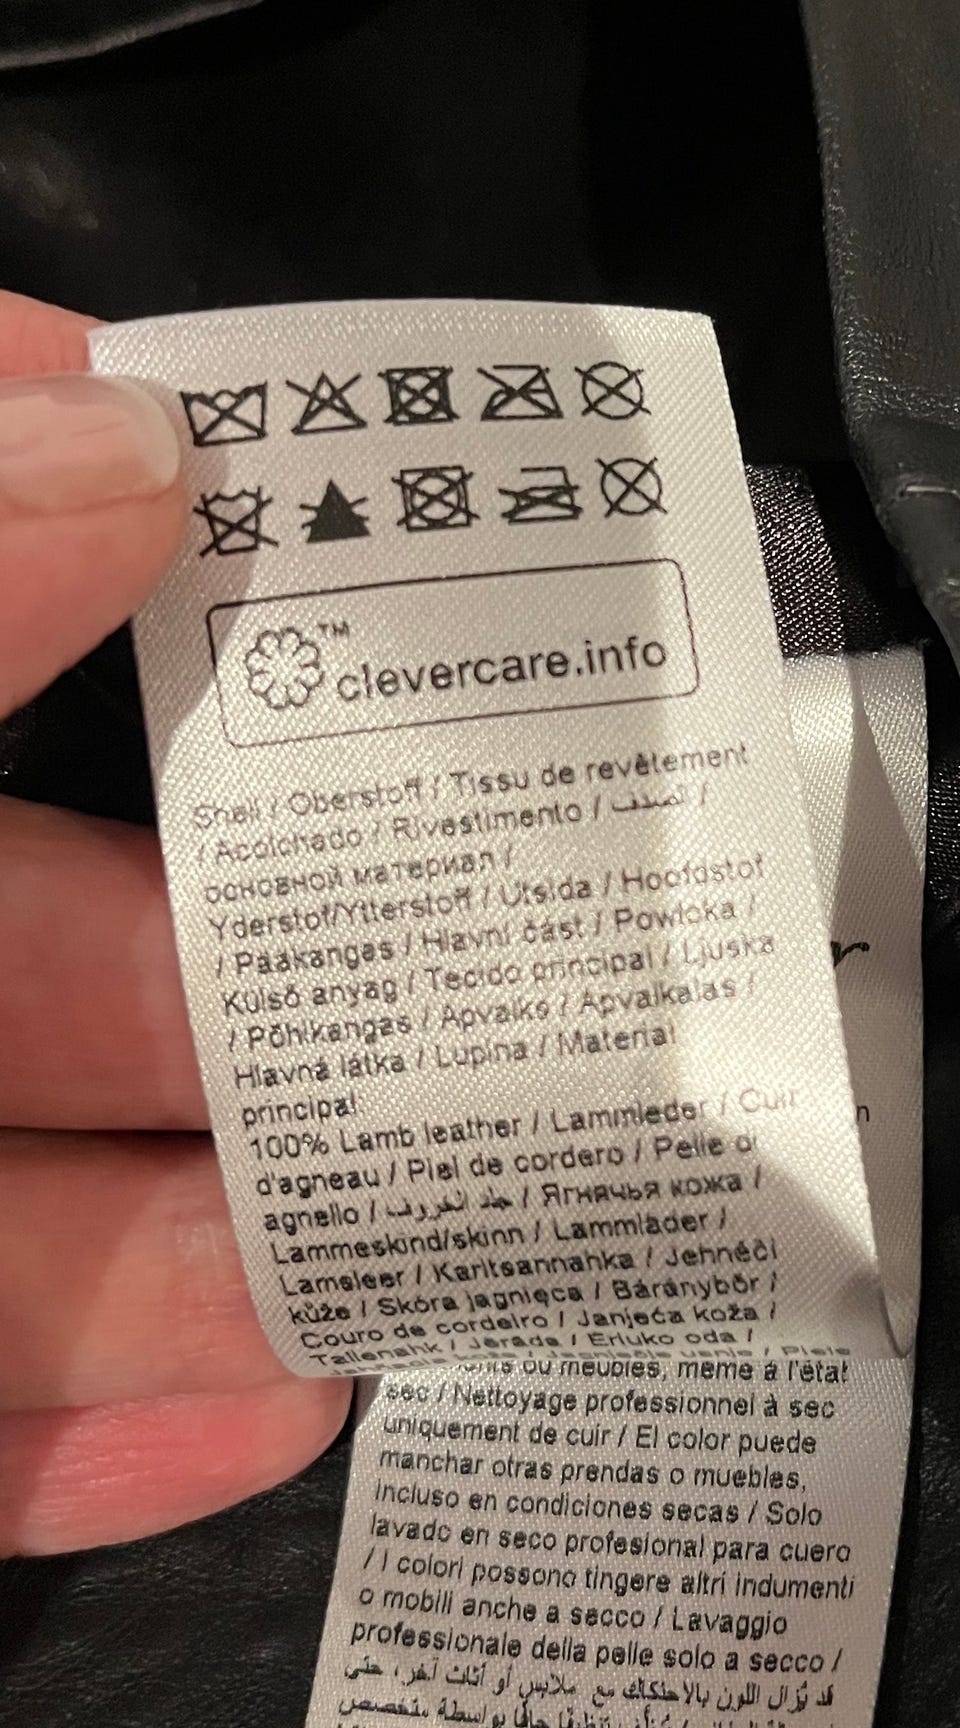 ™
clevercare.info
Shell / Oberstoff / Tissu de revêtement
/ Acolchado / Rivestimento / الصدف /
основной материал /
Yderstof/Ytterstoff / Utsida / Hoofdstof
/ Pääkangas / Hlavní část / Powłoka /
Külső anyag / Tecido principal / Ljuska
/ Põhikangas / Apvalks / Apvalkalas /
Hlavná látka / Lupina / Material
principal:
100% Lamb leather / Lammleder / Cuir
d'agneau / Piel de cordero / Pelle di
agnello / جلد الخروف / Ягнячья кожа /
Lammeskind/skinn / Lammläder /
Lamsleer / Karitsannahka / Jehněčí
kůže / Skóra jagnięca / Báránybőr /
Couro de cordeiro / Janjeća koža /
Tallenahk / Jērāda / Ėriuko oda /
ou meubles, même à l'état
sec / Nettoyage professionnel à sec
uniquement de cuir / El color puede
manchar otras prendas o muebles,
incluso en condiciones secas / Solo
lavado en seco profesional para cuero
/ I colori possono tingere altri indumenti
o mobili anche a secco / Lavaggio
professionale della pelle solo a secco /
قد يُزال اللون بالاحتكاك مع ملابس أو أثاث آخر، حتى
n